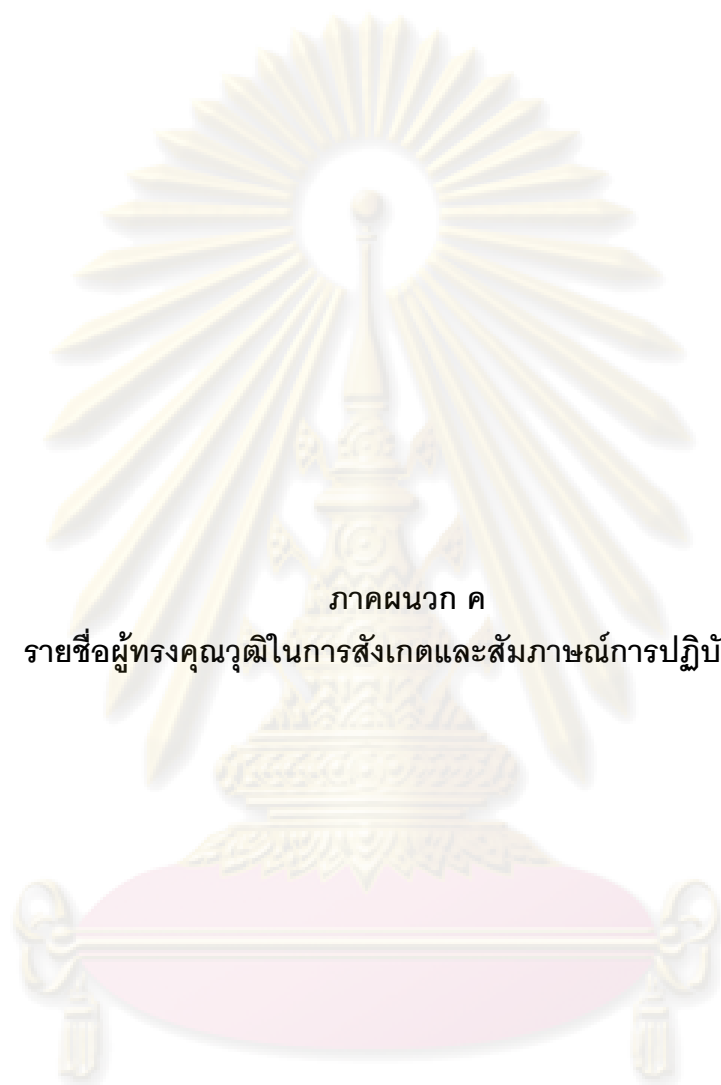 ภาคผนวก ค
รายชื่อผู้ทรงคุณวุฒิในการสังเกตและสัมภาษณ์การปฏิบั